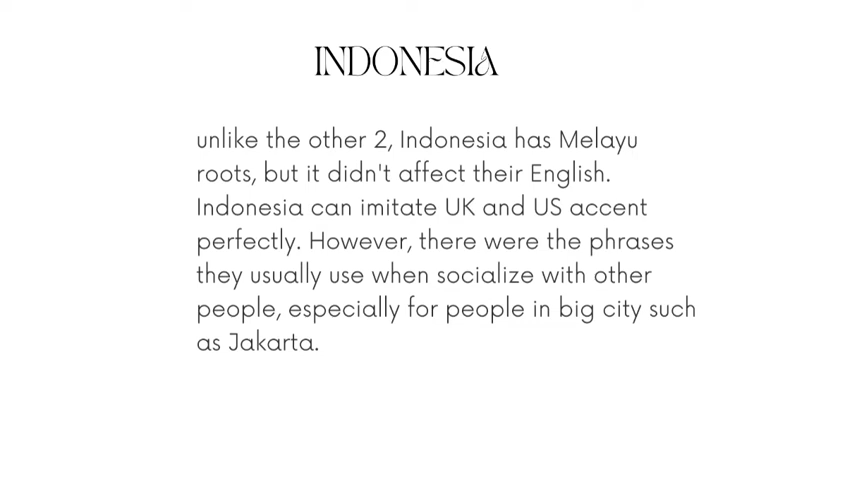 INDONESIA
unlike the other 2, Indonesia has Melayu
roots, but it didn't affect their English.
Indonesia can imitate UK and US accent
perfectly. However, there were the phrases
they usually use when socialize with other
people, especially for people in big city such
as Jakarta.